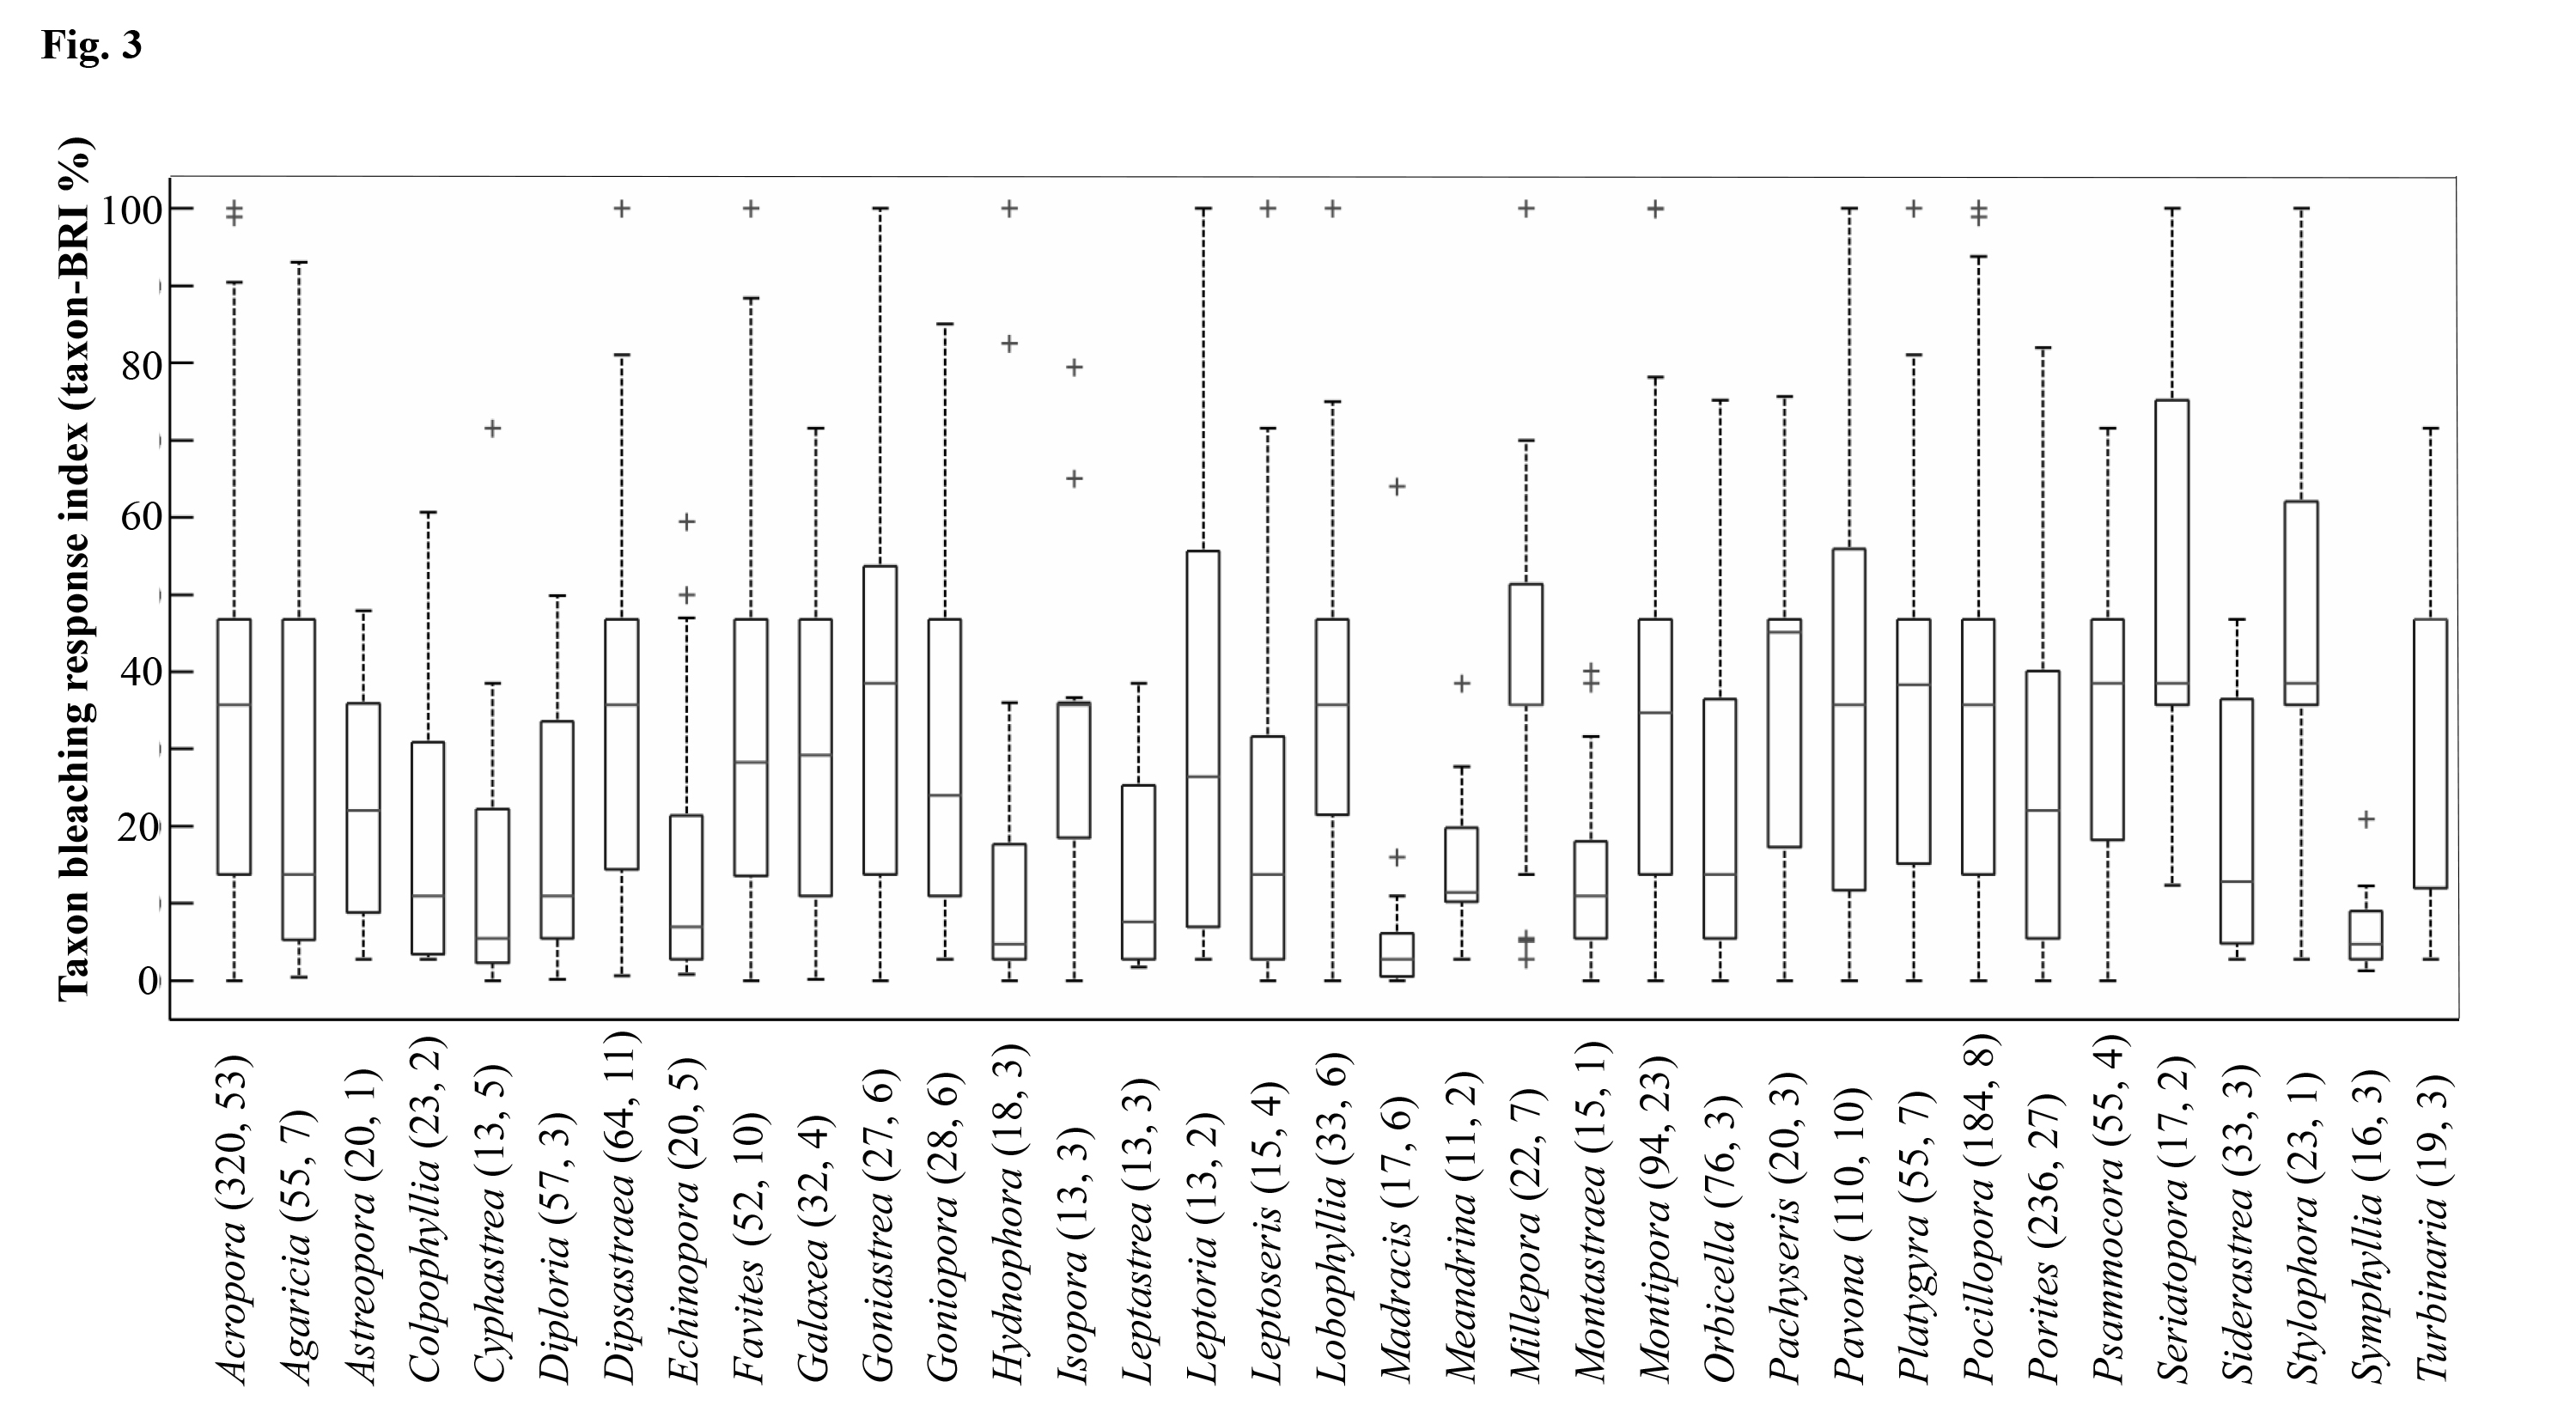 Fig. 3
Taxon bleaching response index (taxon-BRI %)
100
80
60
40
20
0
Acropora (320, 53)
Agaricia (55, 7)
Astreopora (20, 1)
Colpophyllia (23, 2)
Cyphastrea (13, 5)
Diploria (57, 3)
Dipsastraea (64, 11)
Echinopora (20, 5)
Favites (52, 10)
Galaxea (32, 4)
Goniastrea (27, 6)
Goniopora (28, 6)
Hydnophora (18, 3)
Isopora (13, 3)
Leptastrea (13, 3)
Leptoria (13, 2)
Leptoseris (15, 4)
Lobophyllia (33, 6)
Madracis (17, 6)
Meandrina (11, 2)
Millepora (22, 7)
Montastraea (15, 1)
Montipora (94, 23)
Orbicella (76, 3)
Pachyseris (20, 3)
Pavona (110, 10)
Platygyra (55, 7)
Pocillopora (184, 8)
Porites (236, 27)
Psammocora (55, 4)
Seriatopora (17, 2)
Siderastrea (33, 3)
Stylophora (23, 1)
Symphyllia (16, 3)
Turbinaria (19, 3)